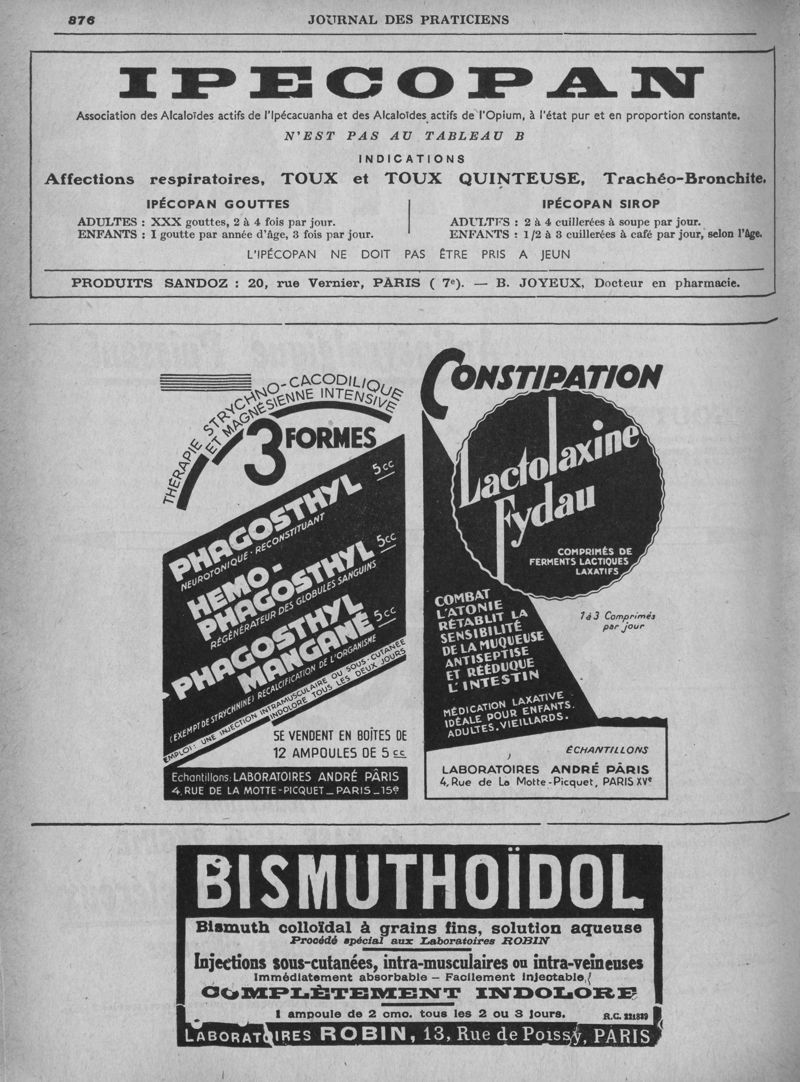 876
JOURNAL DES PRATICIENS
IPECOPAN
Association des Alcaloïdes actifs de l'Ipécacuanha et des Alcaloïdes actifs de l'Opium, à l'état pur et en proportion constante.
N'EST PAS AU TABLEAU B
INDICATIONS
Affections respiratoires, TOUX et TOUX QUINTEUSE, Trachéo-Bronchite.
IPÉCOPAN GOUTTES
ADULTES : XXX gouttes, 2 à 4 fois par jour.
ENFANTS : I goutte par année d'âge, 3 fois par jour.
IPÉCOPAN SIROP
ADULTES : 2 à 4 cuillerées à soupe par jour.
ENFANTS : 1/2 à 3 cuillerées à café par jour, selon l'âge.
L'IPÉCOPAN NE DOIT PAS ÊTRE PRIS A JEUN
PRODUITS SANDOZ : 20, rue Vernier, PARIS ( 7e). — B. JOYEUX, Docteur en pharmacie.
THÉRAPIE STRYCHNO-CACODILIQUE
ET MAGNÉSIENNE INTENSIVE
3 FORMES
PHAGOSTHYL 5cc
NEUROTONIQUE - RECONSTITUANT
HEMO-
PHAGOSTHYL 5cc
RÉGÉNÉRATEUR DES GLOBULES SANGUINS
PHAGOSTHYL
MANGANÉ 5cc
(EXEMPT DE STRYCHNINE) RECALCIFICATION DE L'ORGANISME
EMPLOI : UNE INJECTION INTRAMUSCULAIRE OU SOUS-CUTANÉE
INDOLORE TOUS LES DEUX JOURS
SE VENDENT EN BOÎTES DE
12 AMPOULES DE 5 cc
Echantillons: LABORATOIRES ANDRÉ PÂRIS
4, RUE DE LA MOTTE-PICQUET _ PARIS _ 15e
CONSTIPATION
Lactolaxine
Fydau
COMPRIMÉS DE
FERMENTS LACTIQUES
LAXATIFS
COMBAT
L'ATONIE
RÉTABLIT LA
SENSIBILITÉ
DE LA MUQUEUSE
ANTISEPTISE
ET RÉÉDUQUE
L'INTESTIN
1 à 3 Comprimés
par jour
MÉDICATION LAXATIVE
IDÉALE POUR ENFANTS.
ADULTES. VIEILLARDS.
ÉCHANTILLONS
LABORATOIRES ANDRÉ PÂRIS
4, Rue de La Motte-Picquet, PARIS XVe
BISMUTHOÏDOL
Bismuth colloïdal à grains fins, solution aqueuse
Procédé spécial aux Laboratoires ROBIN
Injections sous-cutanées, intra-musculaires ou intra-veineuses
Immédiatement absorbable - Facilement injectable
COMPLÈTEMENT INDOLORE
1 ampoule de 2 cmc. tous les 2 ou 3 jours.
R.C. 221839
LABORATOIRES ROBIN, 13, Rue de Poissy, PARIS